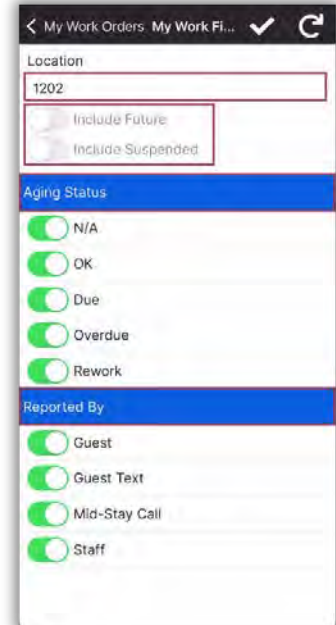 My Work Orders My Work Fi...
Location
1202
Include Future
Include Suspended
Aging Status
N/A
OK
Due
Overdue
Rework
Reported By
Guest
Guest Text
Mid-Stay Call
Staff